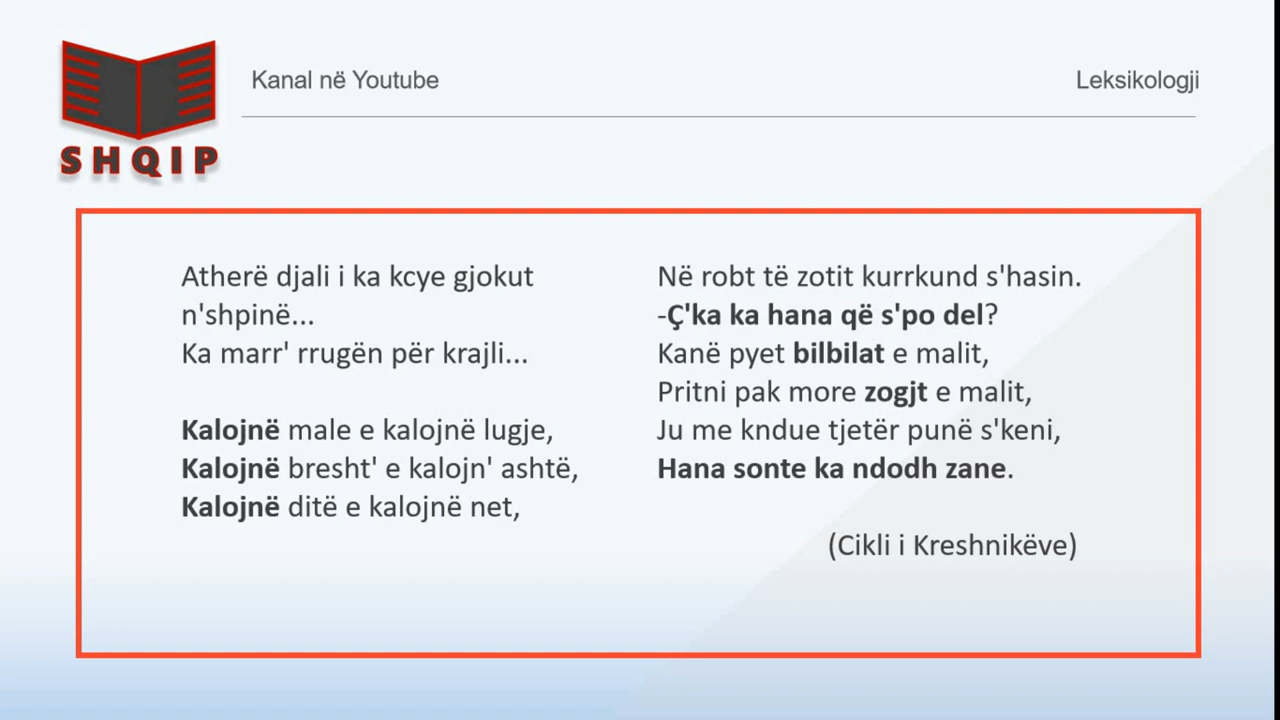 Kanal në Youtube
Leksikologji
SHQIP
Atherë djali i ka kcye gjokut
n'shpinë...
Ka marr' rrugën për krajli...
Kalojnë male e kalojnë lugje,
Kalojnë bresht' e kalojn' ashtë,
Kalojnë ditë e kalojnë net,
Në robt të zotit kurrkund s'hasin.
-Ç'ka ka hana që s'po del?
Kanë pyet bilbilat e malit,
Pritni pak more zogjt e malit,
Ju me kndue tjetër punë s'keni,
Hana sonte ka ndodh zane.
(Cikli i Kreshnikëve)